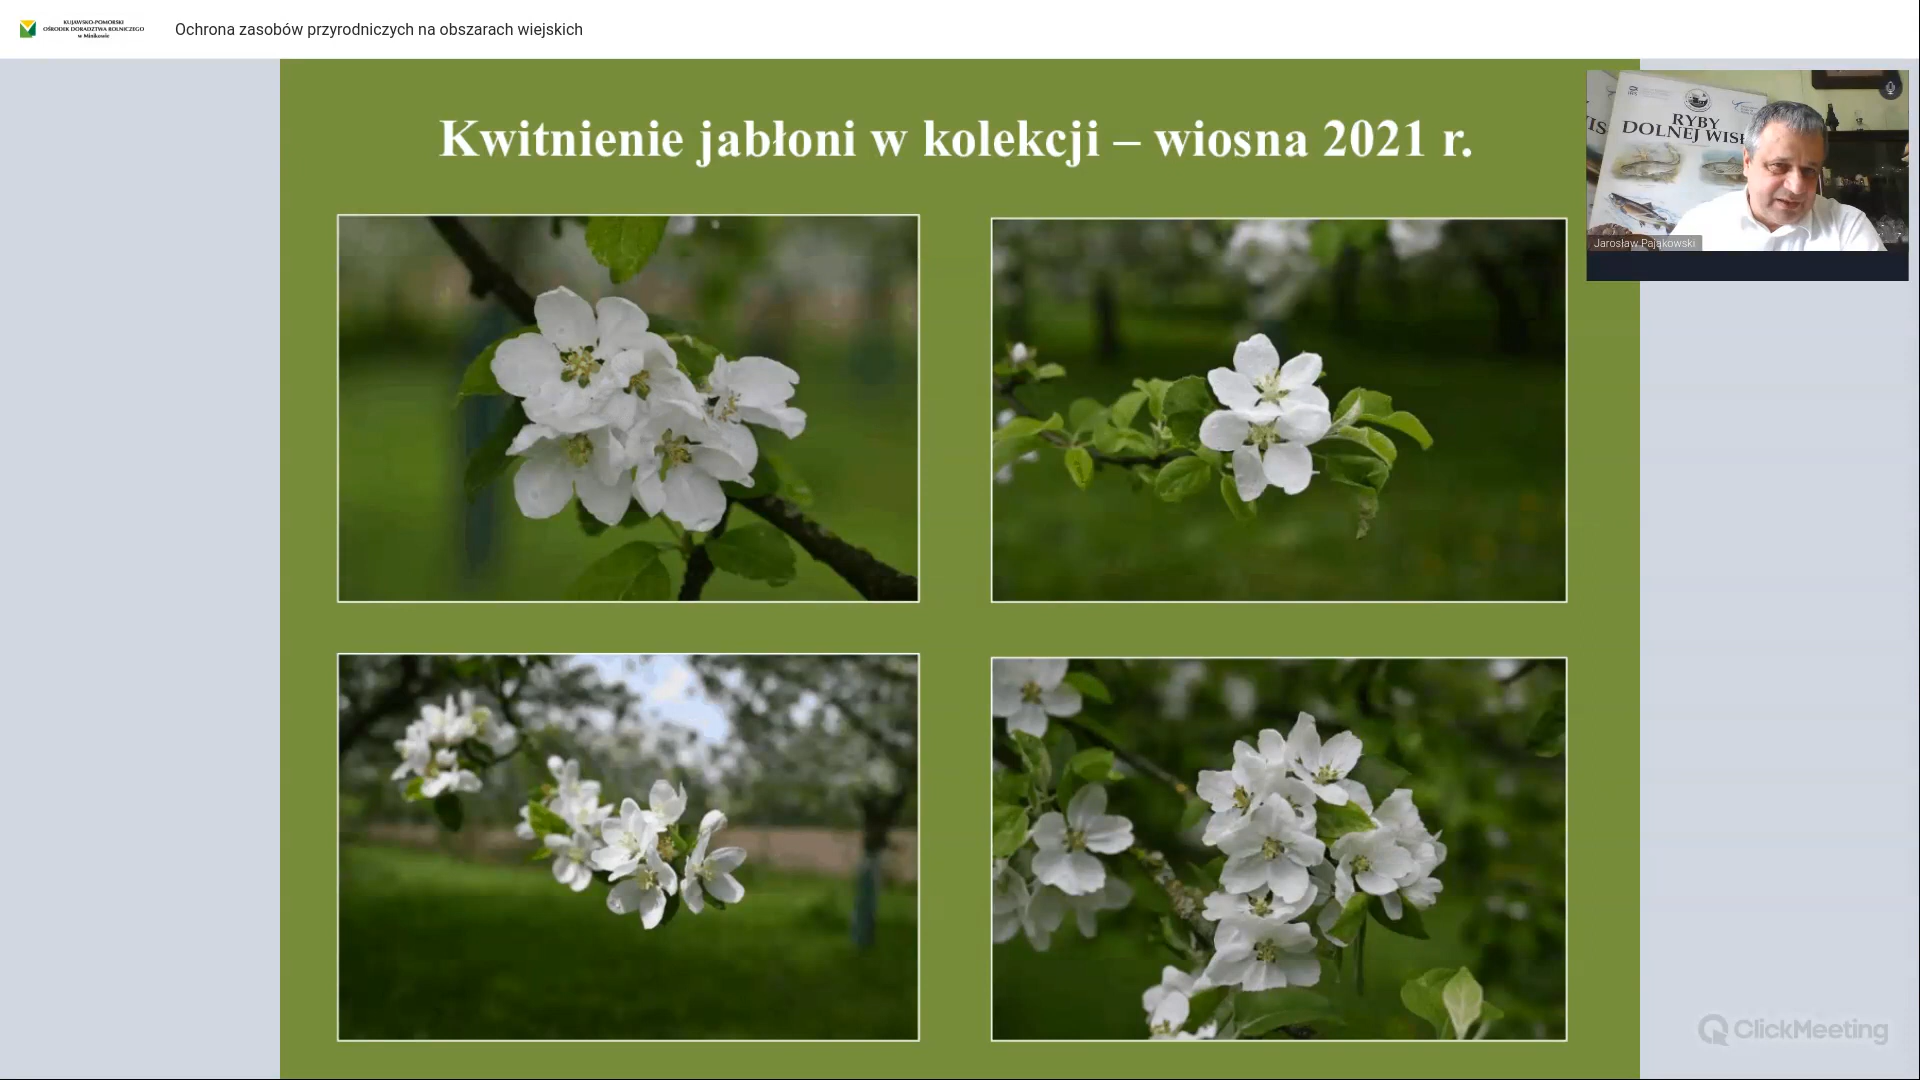 KUJAWSKO-POMORSKI
OŚRODEK DORADZTWA ROLNICZEGO
w Minikowie
Ochrona zasobów przyrodniczych na obszarach wiejskich
Kwitnienie jabłoni w kolekcji – wiosna 2021 r.
RYBY
DOLNEJ WIS
Jarosław Pająkowski
ClickMeeting